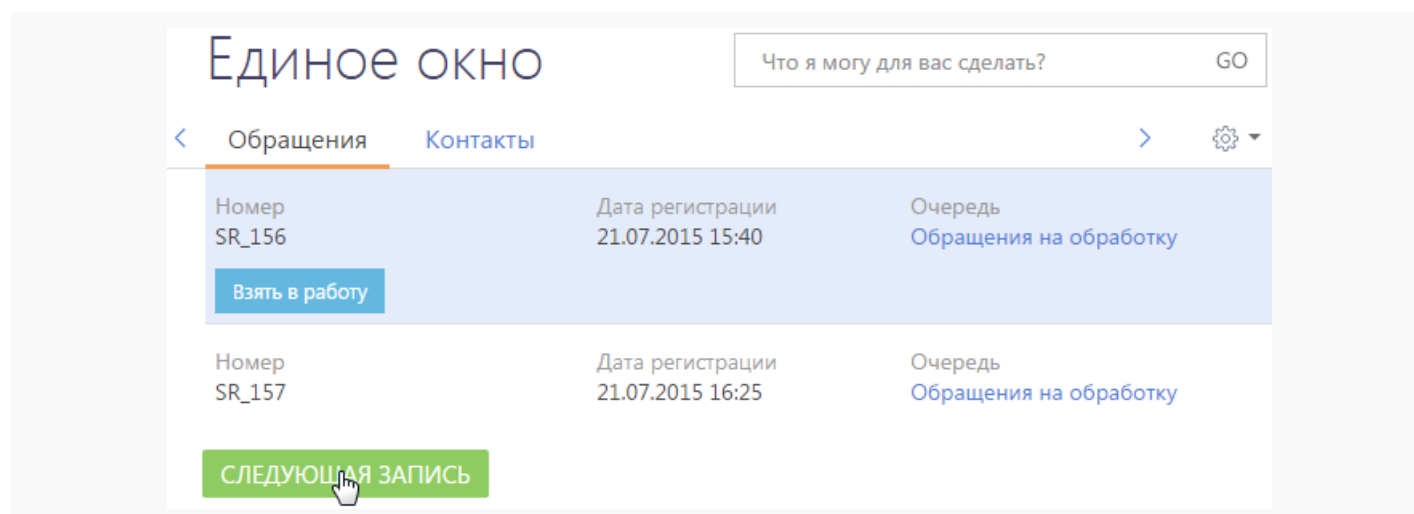 Единое окно
Что я могу для вас сделать? GO
Обращения Контакты
Номер Дата регистрации Очередь
SR_156 21.07.2015 15:40 Обращения на обработку
Взять в работу
Номер Дата регистрации Очередь
SR_157 21.07.2015 16:25 Обращения на обработку
СЛЕДУЮЩАЯ ЗАПИСЬ